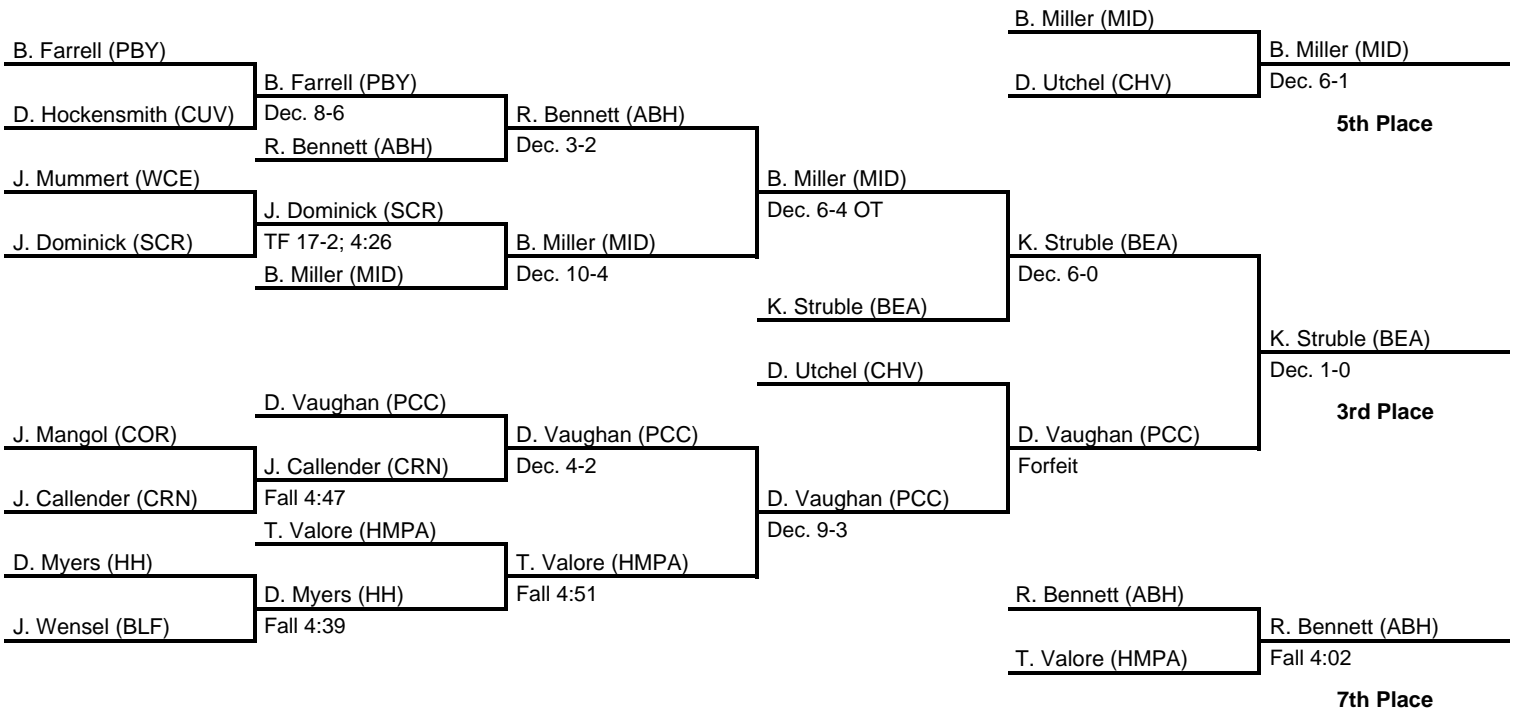 B. Miller (MID)
B. Farrell (PBY)
B. Miller (MID)
B. Farrell (PBY)
D. Utchel (CHV)
Dec. 6-1
D. Hockensmith (CUV)
Dec. 8-6
R. Bennett (ABH)
5th Place
R. Bennett (ABH)
Dec. 3-2
J. Mummert (WCE)
B. Miller (MID)
J. Dominick (SCR)
Dec. 6-4 OT
J. Dominick (SCR)
TF 17-2; 4:26
B. Miller (MID)
K. Struble (BEA)
B. Miller (MID)
Dec. 10-4
Dec. 6-0
K. Struble (BEA)
K. Struble (BEA)
D. Utchel (CHV)
Dec. 1-0
D. Vaughan (PCC)
3rd Place
J. Mangol (COR)
D. Vaughan (PCC)
D. Vaughan (PCC)
J. Callender (CRN)
Dec. 4-2
Forfeit
J. Callender (CRN)
Fall 4:47
D. Vaughan (PCC)
T. Valore (HMPA)
Dec. 9-3
D. Myers (HH)
T. Valore (HMPA)
D. Myers (HH)
Fall 4:51
R. Bennett (ABH)
J. Wensel (BLF)
Fall 4:39
R. Bennett (ABH)
T. Valore (HMPA)
Fall 4:02
7th Place